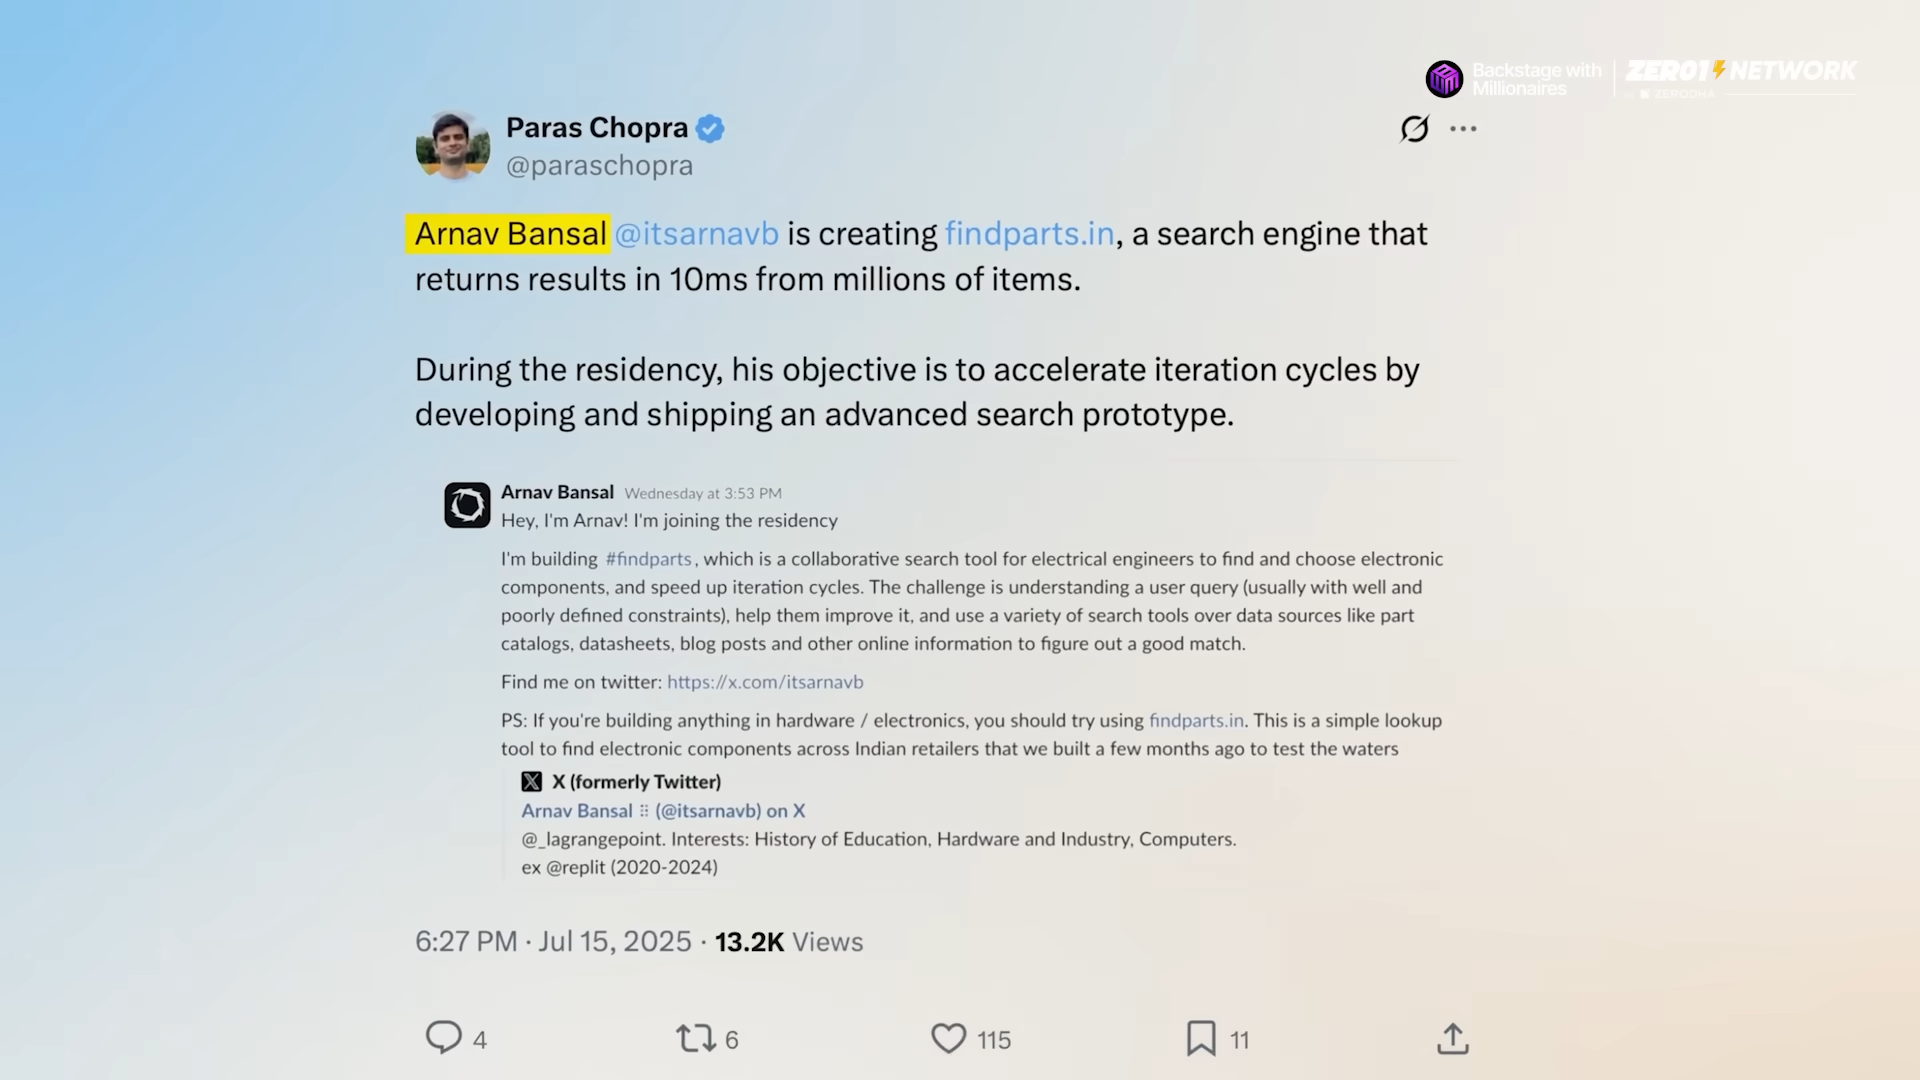 Backstage with
Millionaires
ZERO1 NETWORK
ZERODHA
Paras Chopra
@paraschopra
Arnav Bansal @itsarnavb is creating findparts.in, a search engine that
returns results in 10ms from millions of items.
During the residency, his objective is to accelerate iteration cycles by
developing and shipping an advanced search prototype.
Arnav Bansal Wednesday at 3:53 PM
Hey, I'm Arnav! I'm joining the residency
I'm building #findparts, which is a collaborative search tool for electrical engineers to find and choose electronic
components, and speed up iteration cycles. The challenge is understanding a user query (usually with well and
poorly defined constraints), help them improve it, and use a variety of search tools over data sources like part
catalogs, datasheets, blog posts and other online information to figure out a good match.
Find me on twitter: https://x.com/itsarnavb
PS: If you're building anything in hardware / electronics, you should try using findparts.in. This is a simple lookup
tool to find electronic components across Indian retailers that we built a few months ago to test the waters
X (formerly Twitter)
Arnav Bansal ⠿ (@itsarnavb) on X
@_lagrangepoint. Interests: History of Education, Hardware and Industry, Computers.
ex @replit (2020-2024)
6:27 PM · Jul 15, 2025 · 13.2K Views
4 6 115 11